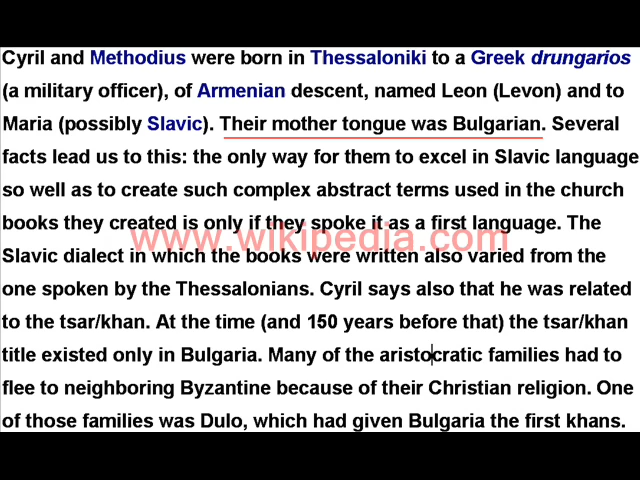 Cyril and Methodius were born in Thessaloniki to a Greek drungarios
(a military officer), of Armenian descent, named Leon (Levon) and to
Maria (possibly Slavic). Their mother tongue was Bulgarian. Several
facts lead us to this: the only way for them to excel in Slavic language
so well as to create such complex abstract terms used in the church
books they created is only if they spoke it as a first language. The
www.wikipedia.com
Slavic dialect in which the books were written also varied from the
one spoken by the Thessalonians. Cyril says also that he was related
to the tsar/khan. At the time (and 150 years before that) the tsar/khan
title existed only in Bulgaria. Many of the aristocratic families had to
flee to neighboring Byzantine because of their Christian religion. One
of those families was Dulo, which had given Bulgaria the first khans.